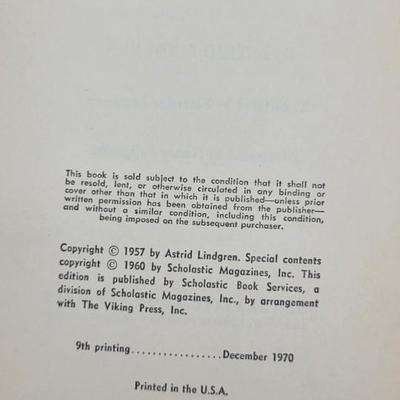 This book is sold subject to the condition that it shall not
be resold, lent, or otherwise circulated in any binding or
cover other than that in which it is published—unless prior
written permission has been obtained from the publisher—
and without a similar condition, including this condition,
being imposed on the subsequent purchaser.
Copyright © 1957 by Astrid Lindgren. Special contents
copyright © 1960 by Scholastic Magazines, Inc. This
edition is published by Scholastic Book Services, a
division of Scholastic Magazines, Inc., by arrangement
with The Viking Press, Inc.
9th printing.................December 1970
Printed in the U.S.A.